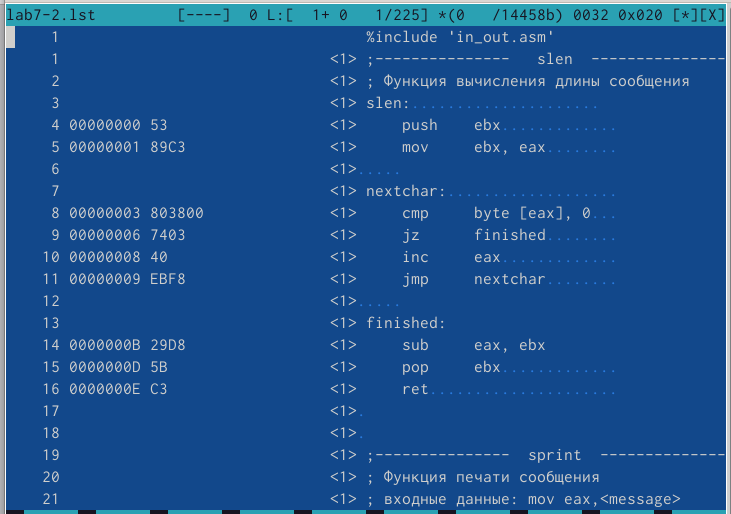 lab7-2.lst [----] 0 L:[ 1+ 0 1/225] *(0 /14458b) 0032 0x020 [*][X]
1 %include 'in_out.asm'
1 <1> ;--------------- slen ---------------
2 <1> ; Функция вычисления длины сообщения
3 <1> slen:.....................
4 00000000 53 <1> push ebx.............
5 00000001 89C3 <1> mov ebx, eax........
6 <1>.....
7 <1> nextchar:...................
8 00000003 803800 <1> cmp byte [eax], 0...
9 00000006 7403 <1> jz finished........
10 00000008 40 <1> inc eax.............
11 00000009 EBF8 <1> jmp nextchar........
12 <1>.....
13 <1> finished:
14 0000000B 29D8 <1> sub eax, ebx
15 0000000D 5B <1> pop ebx.............
16 0000000E C3 <1> ret.....................
17 <1>.
18 <1>.
19 <1> ;--------------- sprint --------------
20 <1> ; Функция печати сообщения
21 <1> ; входные данные: mov eax,<message>